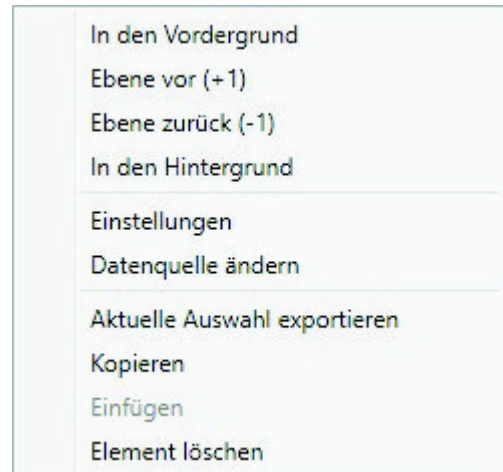 In den Vordergrund
Ebene vor (+1)
Ebene zurück (-1)
In den Hintergrund
Einstellungen
Datenquelle ändern
Aktuelle Auswahl exportieren
Kopieren
Einfügen
Element löschen